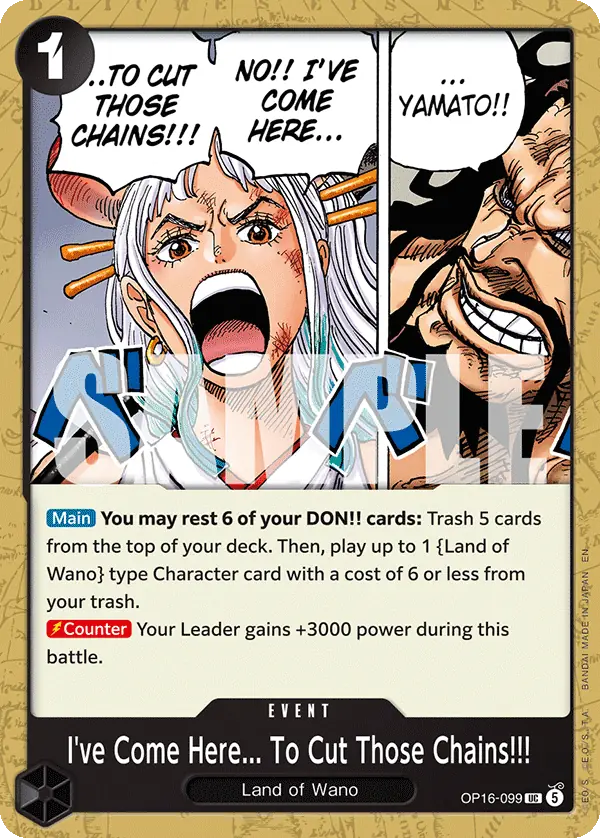 1
..TO CUT
THOSE
CHAINS!!!
NO!! I'VE
COME
HERE...
...
YAMATO!!
SAMPLE
Main You may rest 6 of your DON!! cards: Trash 5 cards
from the top of your deck. Then, play up to 1 {Land of
Wano} type Character card with a cost of 6 or less from
your trash.
Counter Your Leader gains +3000 power during this
battle.
EVENT
I've Come Here... To Cut Those Chains!!!
Land of Wano
OP16-099 UC 5
BANDAI MADE IN JAPAN EN